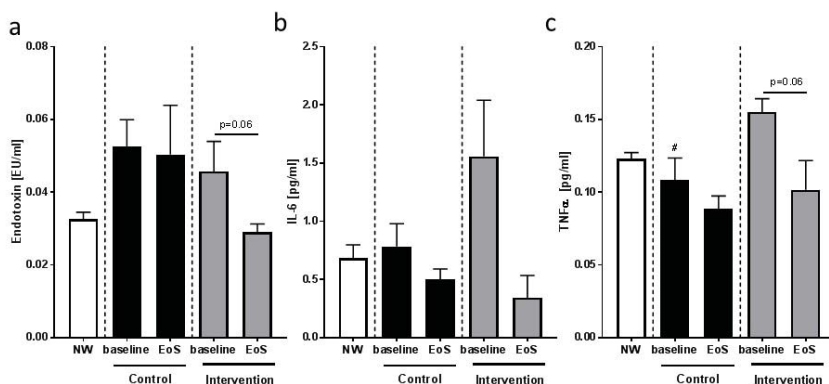 a
Endotoxin [EU/ml]
0.08
0.06
0.04
0.02
0.00
p=0.06
NW baseline EoS baseline EoS
Control Intervention
b
IL-6 [pg/ml]
2.5
2.0
1.5
1.0
0.5
0.0
NW baseline EoS baseline EoS
Control Intervention
c
TNFα [pg/ml]
0.20
0.15
0.10
0.05
0.00
#
p=0.06
NW baseline EoS baseline EoS
Control Intervention